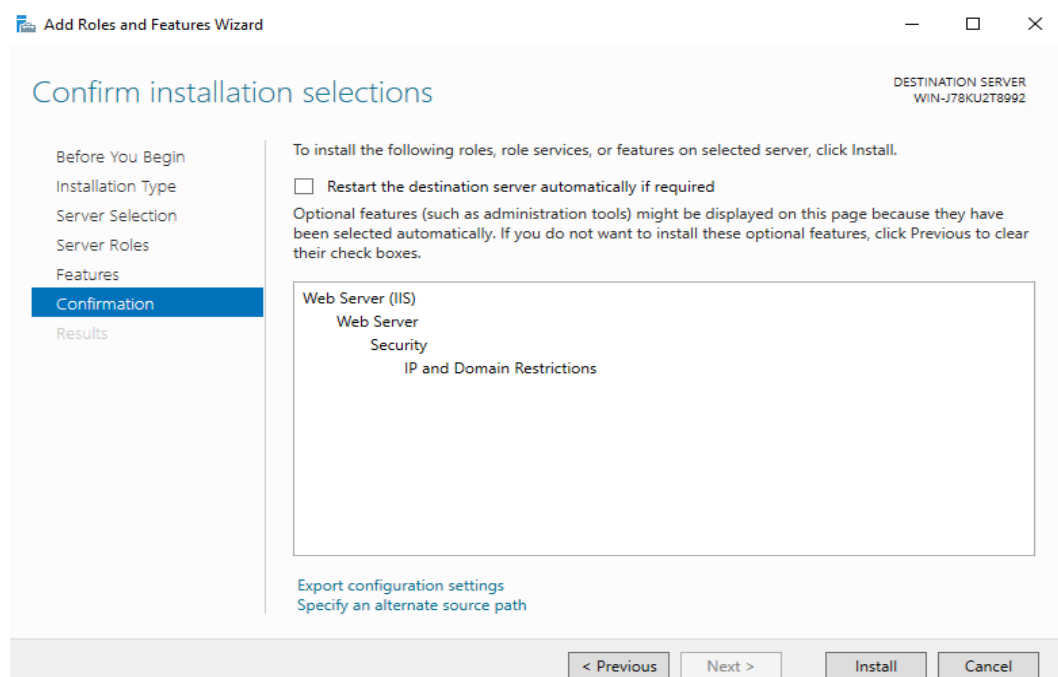 Add Roles and Features Wizard
Confirm installation selections
DESTINATION SERVER
WIN-J78KU2T8992
Before You Begin
Installation Type
Server Selection
Server Roles
Features
Confirmation
Results
To install the following roles, role services, or features on selected server, click Install.
Restart the destination server automatically if required
Optional features (such as administration tools) might be displayed on this page because they have
been selected automatically. If you do not want to install these optional features, click Previous to clear
their check boxes.
Web Server (IIS)
Web Server
Security
IP and Domain Restrictions
Export configuration settings
Specify an alternate source path
< Previous
Next >
Install
Cancel